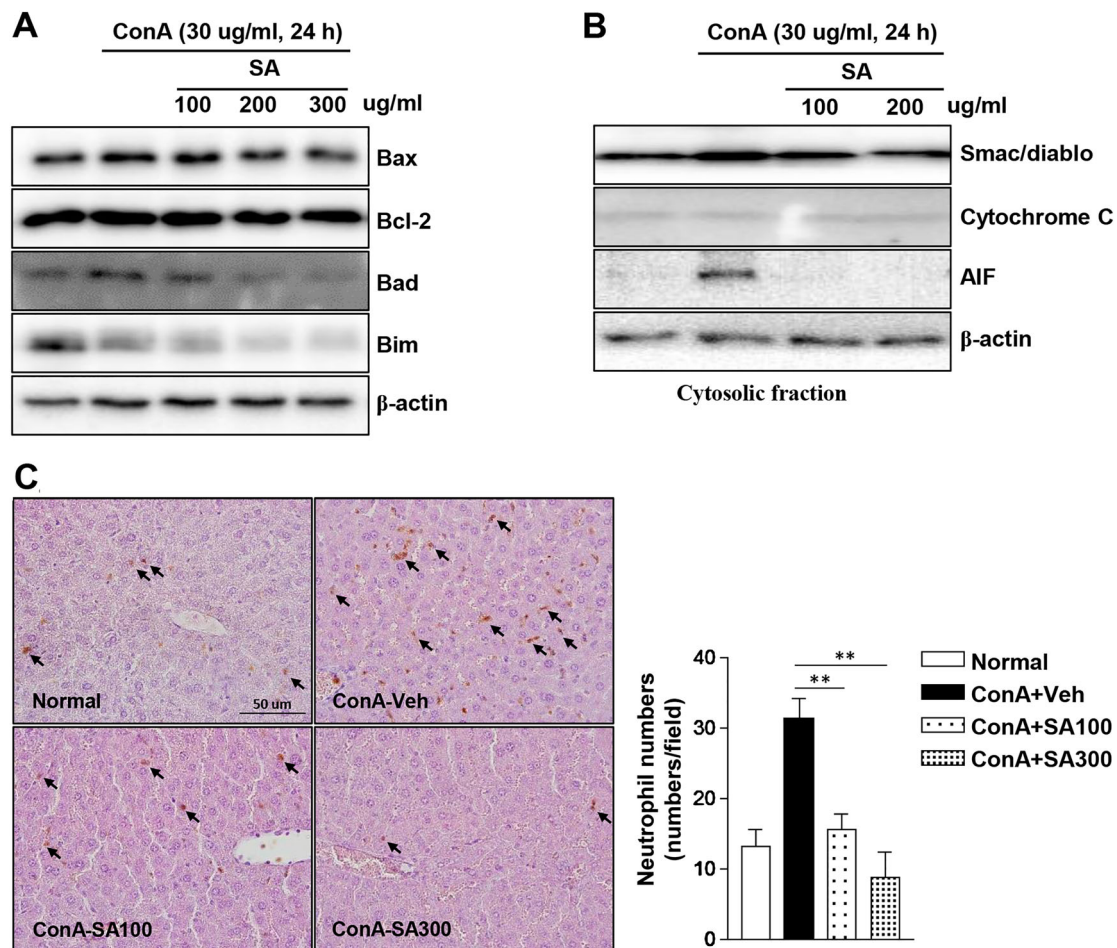 A
ConA (30 ug/ml, 24 h)
SA
100 200 300 ug/ml
Bax
Bcl-2
Bad
Bim
β-actin
B
ConA (30 ug/ml, 24 h)
SA
100 200 ug/ml
Smac/diablo
Cytochrome C
AIF
β-actin
Cytosolic fraction
C
Normal
50 um
ConA-Veh
ConA-SA100
ConA-SA300
Neutrophil numbers
(numbers/field)
40
30
20
10
0
**
**
Normal
ConA+Veh
ConA+SA100
ConA+SA300